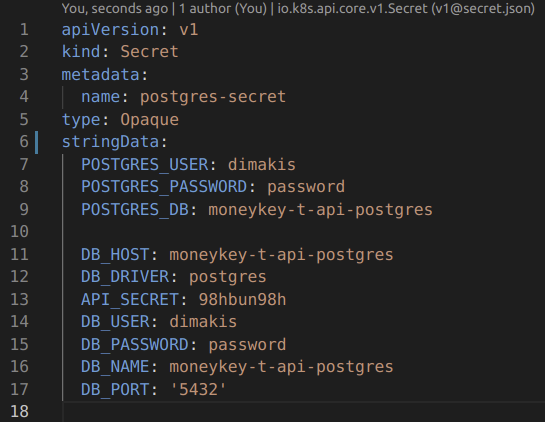 You, seconds ago | 1 author (You) | io.k8s.api.core.v1.Secret (v1@secret.json)
1 apiVersion: v1
2 kind: Secret
3 metadata:
4   name: postgres-secret
5 type: Opaque
6 stringData:
7   POSTGRES_USER: dimakis
8   POSTGRES_PASSWORD: password
9   POSTGRES_DB: moneykey-t-api-postgres
10
11   DB_HOST: moneykey-t-api-postgres
12   DB_DRIVER: postgres
13   API_SECRET: 98hbun98h
14   DB_USER: dimakis
15   DB_PASSWORD: password
16   DB_NAME: moneykey-t-api-postgres
17   DB_PORT: '5432'
18